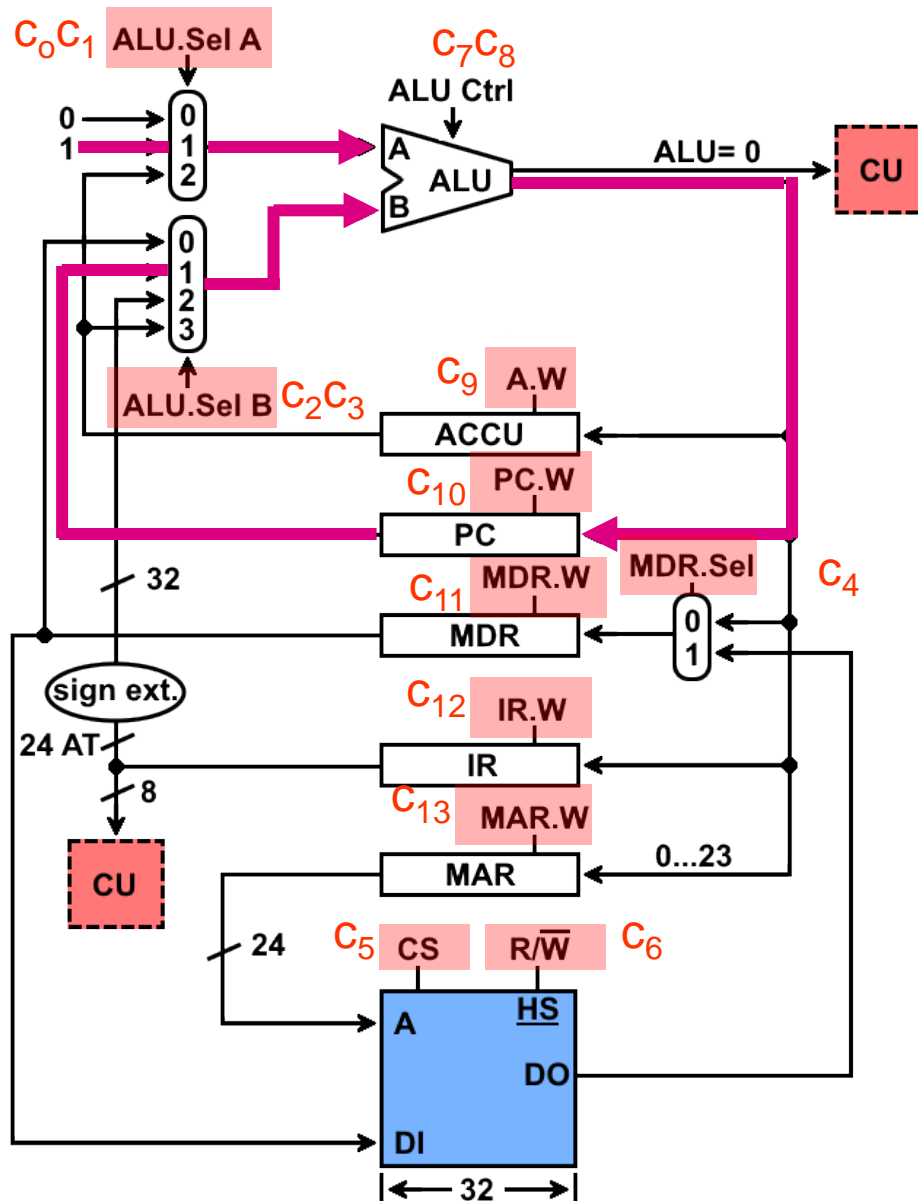 C₀C₁ ALU.Sel A
C₇C₈
ALU Ctrl
0
1
0
1
2
A
B
ALU
ALU= 0
CU
0
1
2
3
ALU.Sel B C₂C₃
C₉ A.W
ACCU
C₁₀ PC.W
PC
32
C₁₁ MDR.W
MDR.Sel C₄
MDR
0
1
sign ext.
24 AT
C₁₂ IR.W
IR
8
C₁₃ MAR.W
MAR
0...23
CU
24
C₅ CS
R/W̅ C₆
HS
A
DO
DI
32